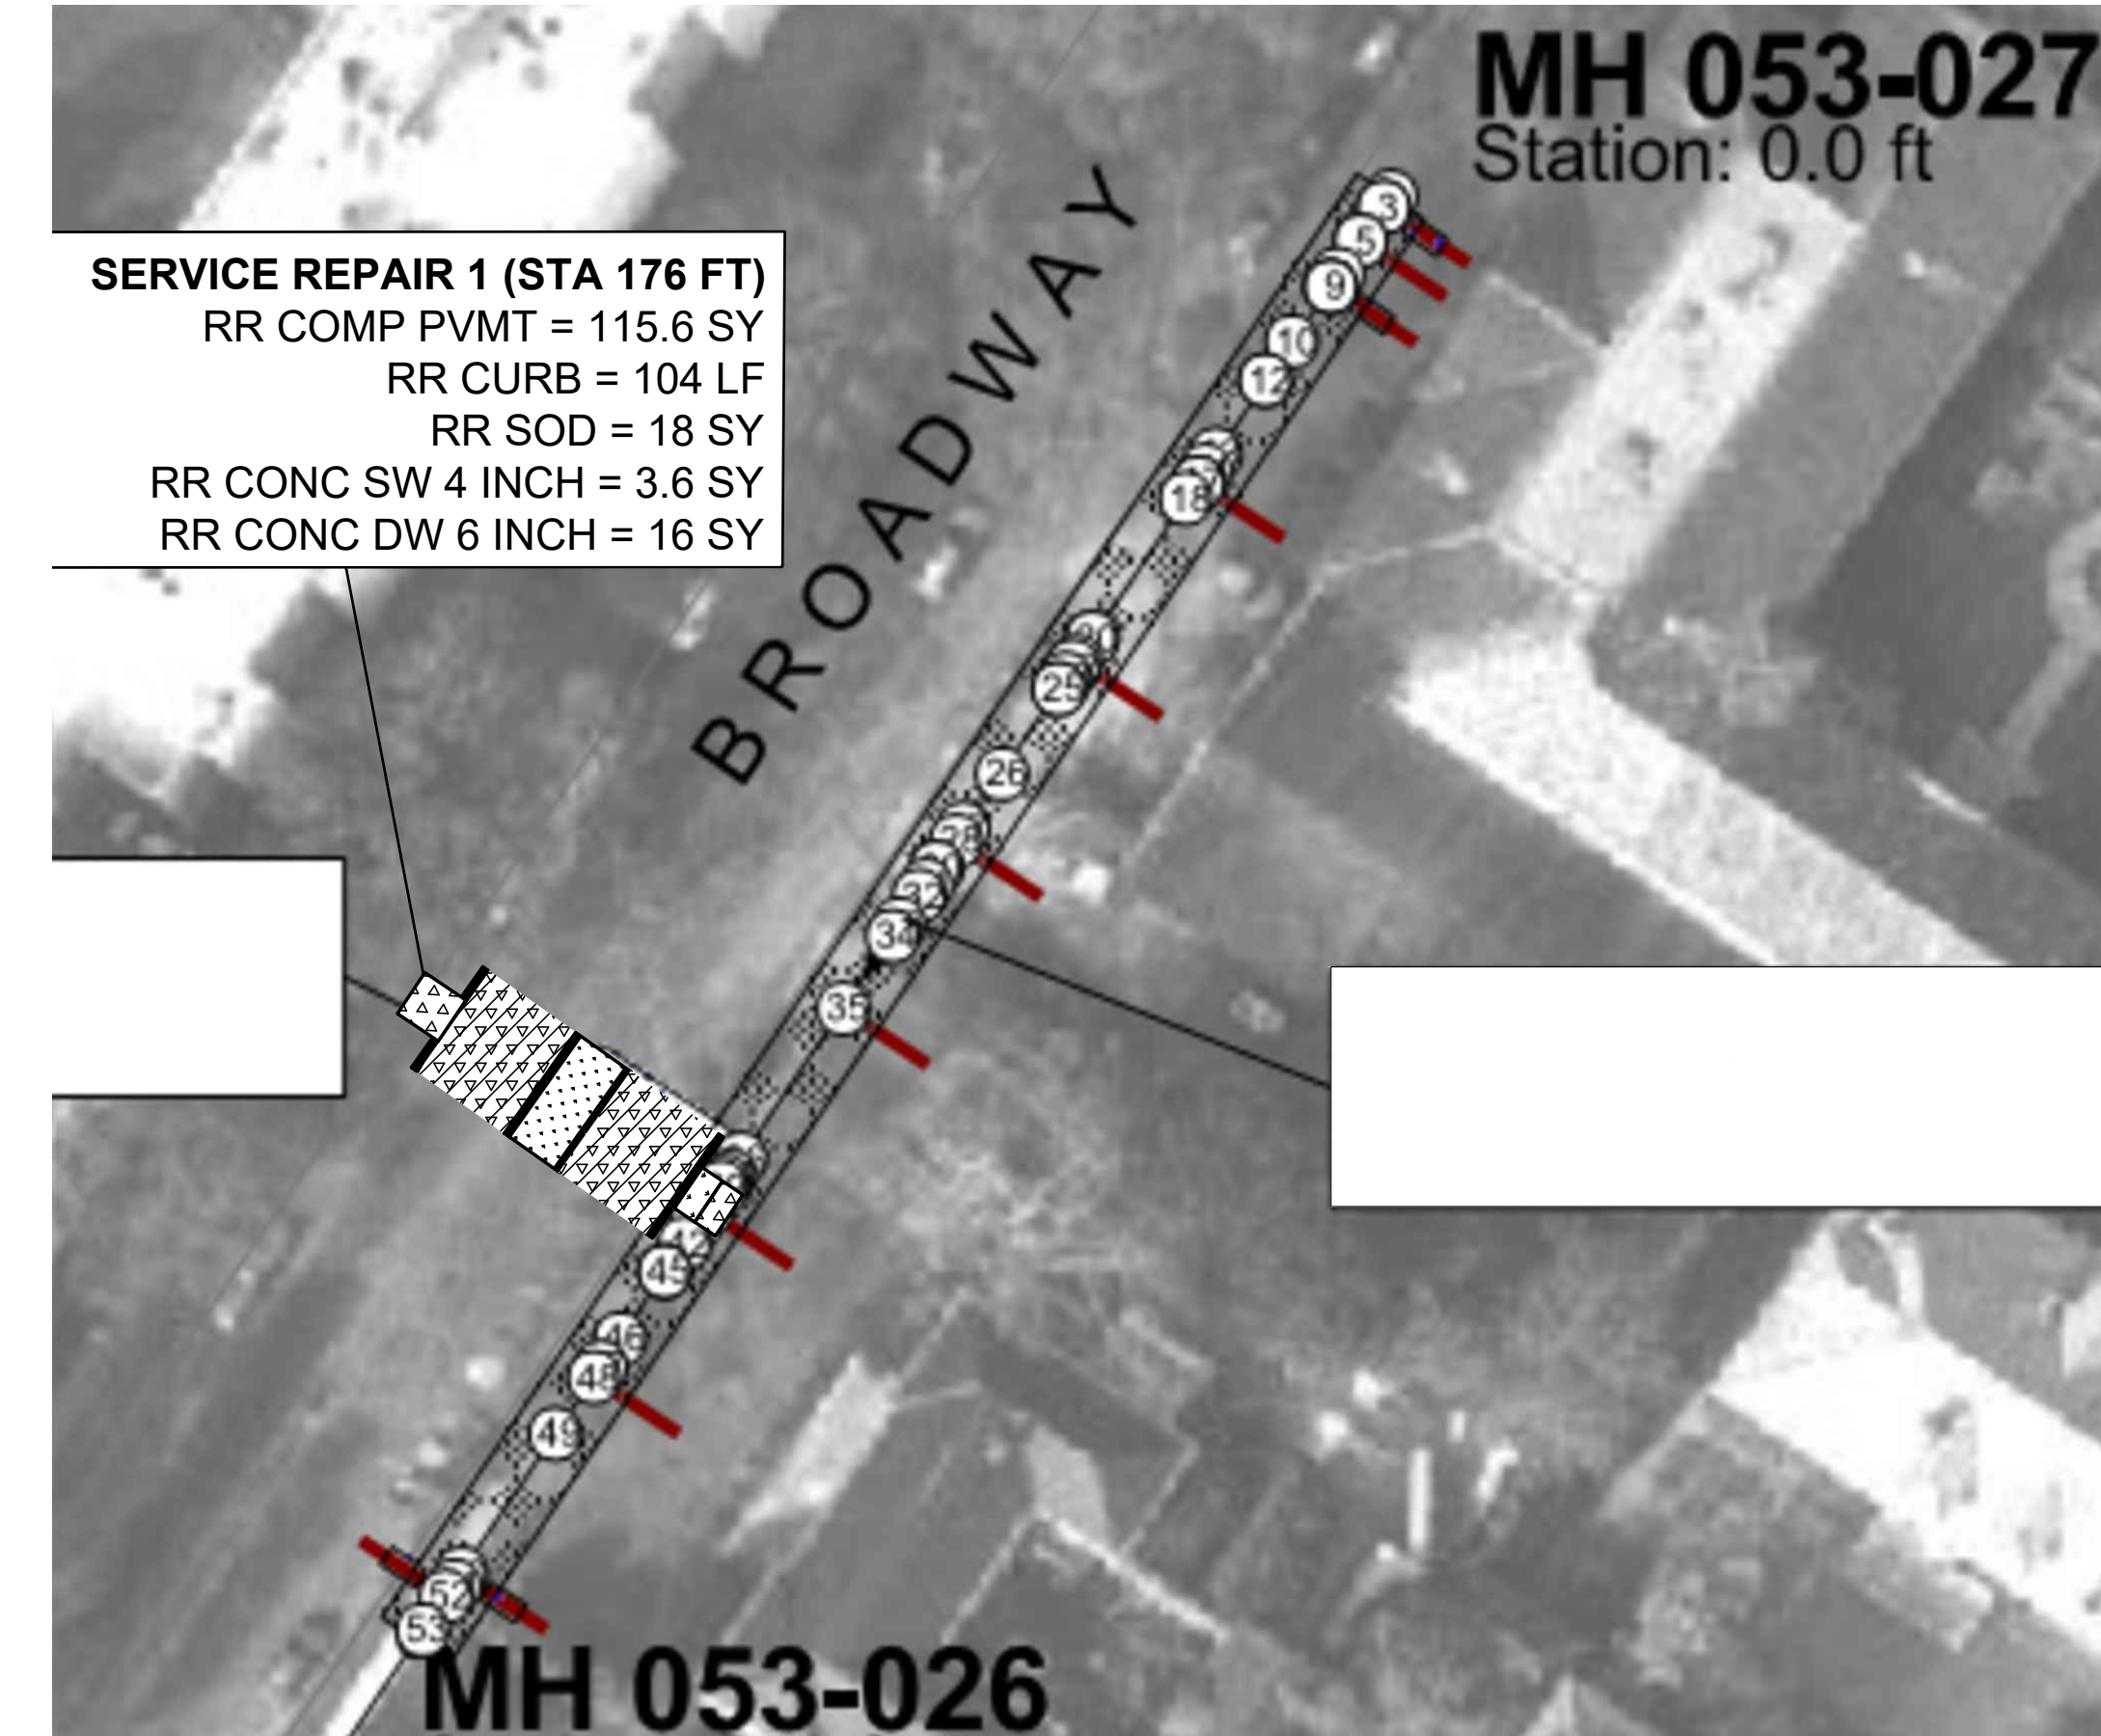 MH 053-027
Station: 0.0 ft
SERVICE REPAIR 1 (STA 176 FT)
RR COMP PVMT = 115.6 SY
RR CURB = 104 LF
RR SOD = 18 SY
RR CONC SW 4 INCH = 3.6 SY
RR CONC DW 6 INCH = 16 SY
BROADWAY
3
5
9
10
12
18
25
26
34
35
45
46
48
49
52
53
MH 053-026